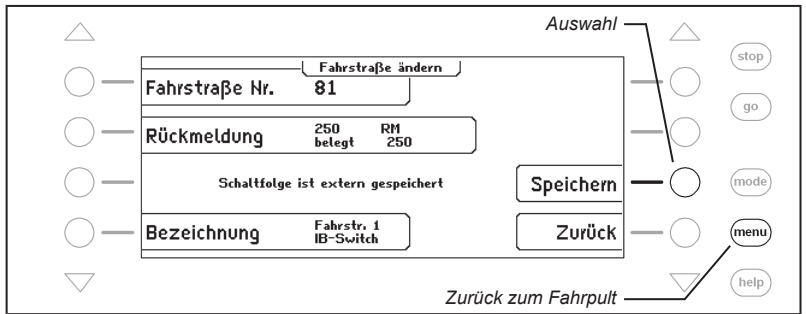 Auswahl
stop
Fahrstraße ändern
Fahrstraße Nr. 81
go
Rückmeldung 250 RM
belegt 250
Schaltfolge ist extern gespeichert
Speichern
mode
Bezeichnung Fahrstr. 1
IB-Switch
Zurück
menu
help
Zurück zum Fahrpult